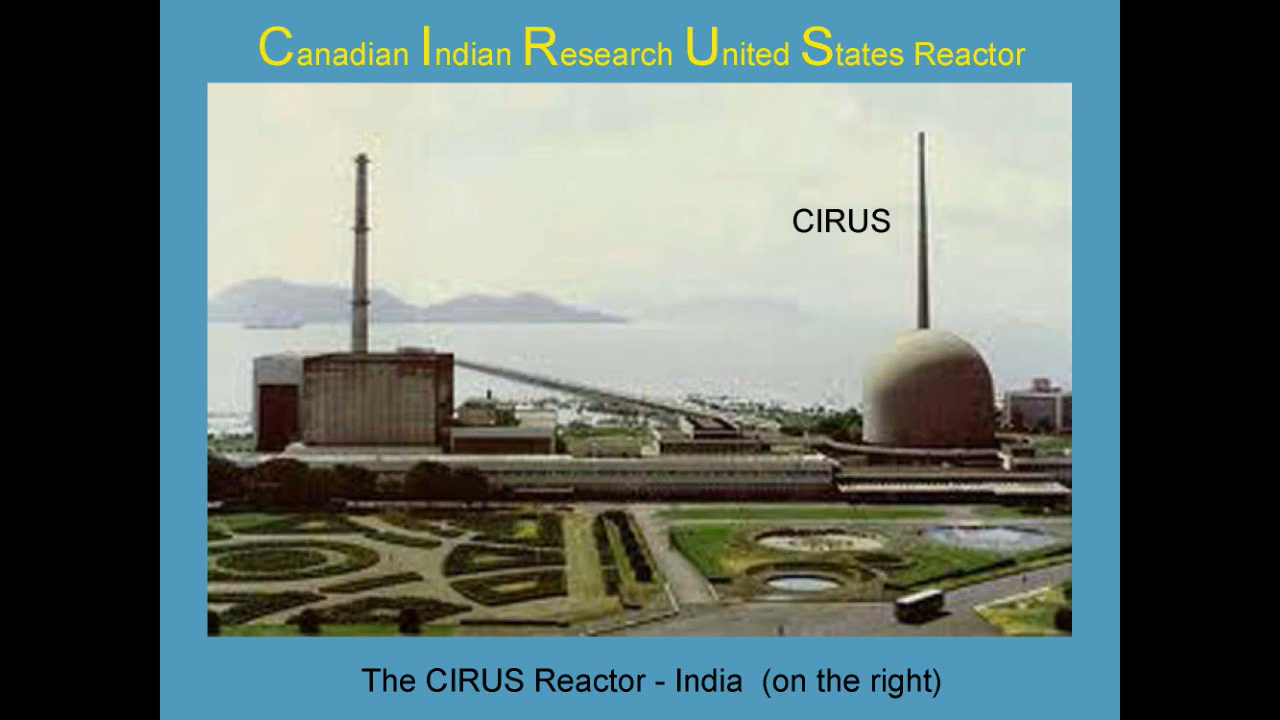 Canadian Indian Research United States Reactor
CIRUS
The CIRUS Reactor - India (on the right)